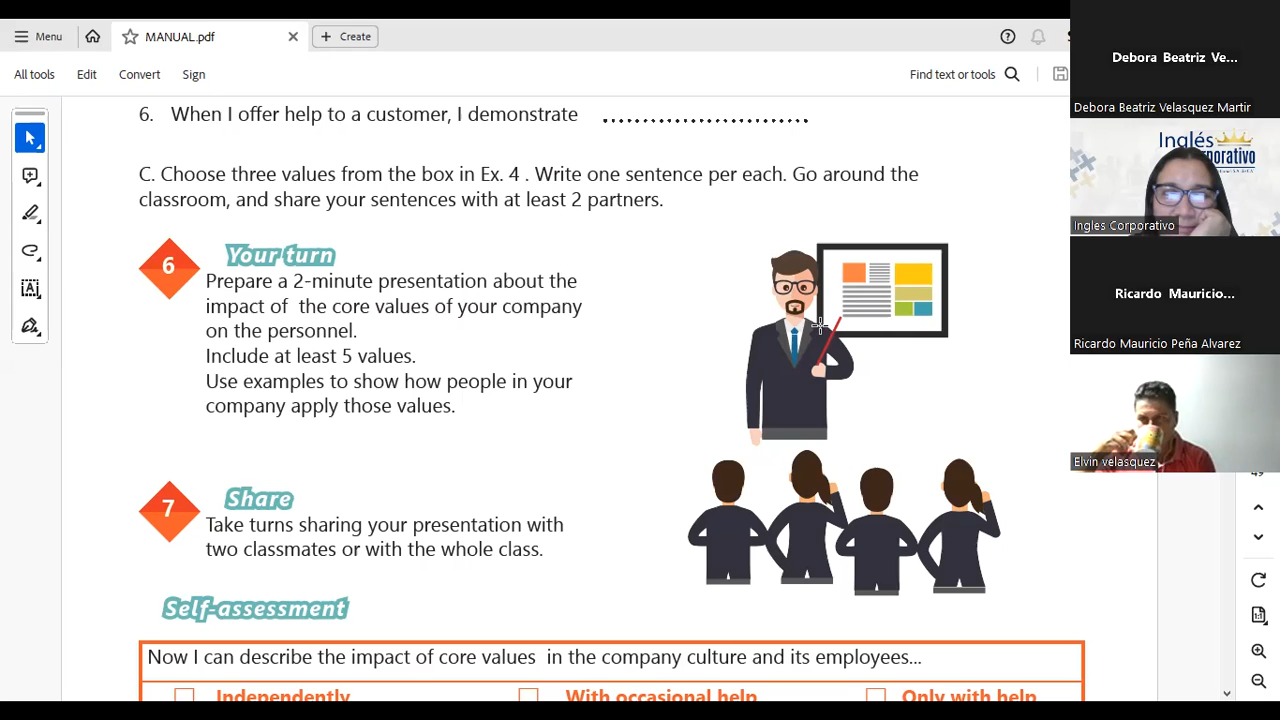 Menu
MANUAL.pdf
Create
All tools
Edit
Convert
Sign
Find text or tools
6. When I offer help to a customer, I demonstrate ..........................
C. Choose three values from the box in Ex. 4 . Write one sentence per each. Go around the
classroom, and share your sentences with at least 2 partners.
6
Your turn
Prepare a 2-minute presentation about the
impact of the core values of your company
on the personnel.
Include at least 5 values.
Use examples to show how people in your
company apply those values.
7
Share
Take turns sharing your presentation with
two classmates or with the whole class.
Self-assessment
Now I can describe the impact of core values in the company culture and its employees...
Independently
With occasional help
Only with help
Debora Beatriz Ve...
Debora Beatriz Velasquez Martir
Inglés
Ingles Corporativo
Ricardo Mauricio...
Ricardo Mauricio Peña Alvarez
Elvin velasquez